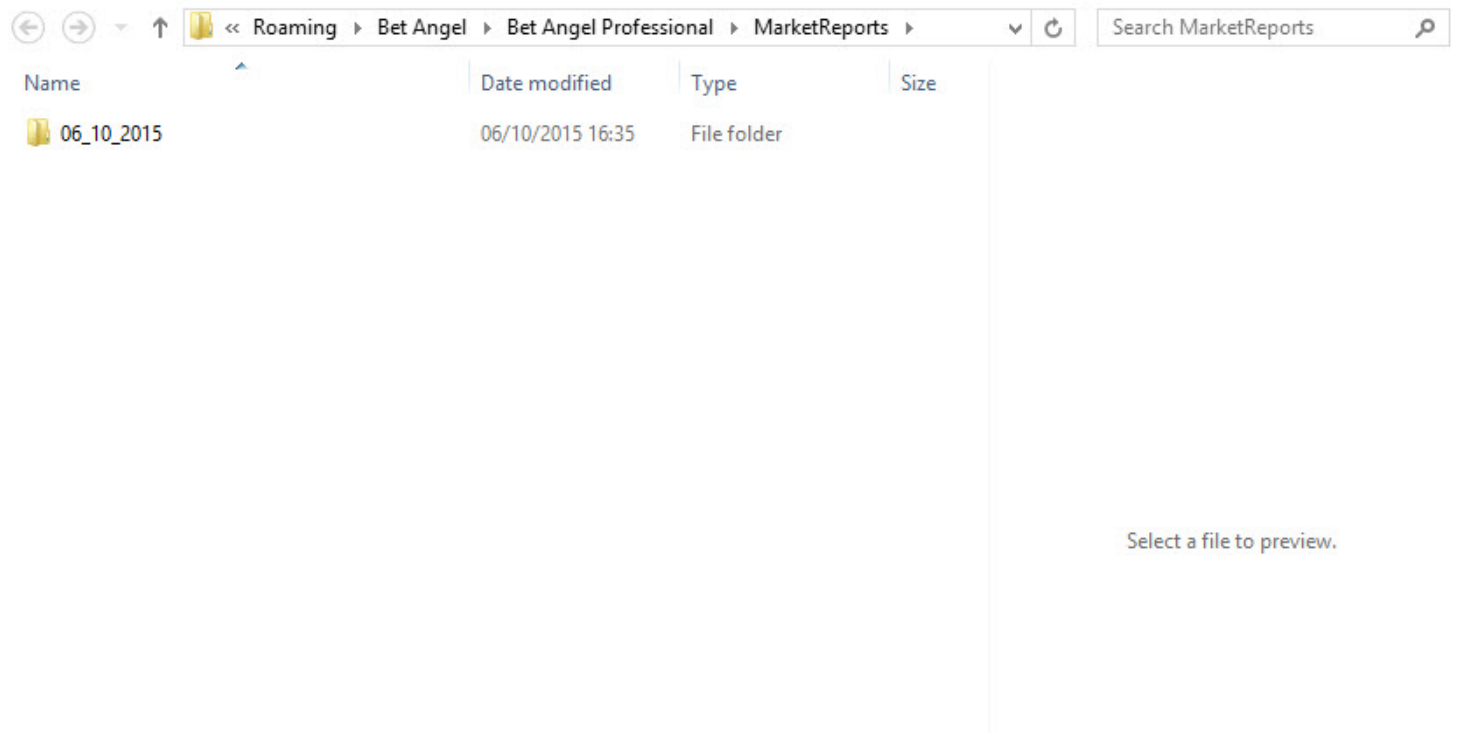 « Roaming Bet Angel Bet Angel Professional MarketReports Search MarketReports
Name Date modified Type Size
06_10_2015 06/10/2015 16:35 File folder
Select a file to preview.